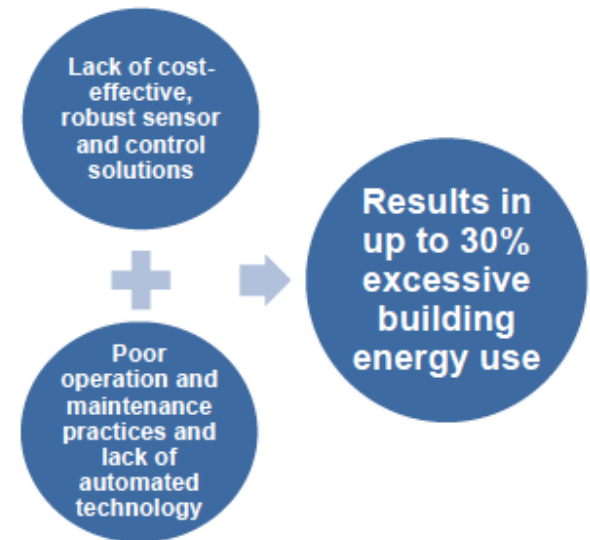 Lack of cost-
effective,
robust sensor
and control
solutions
Poor
operation and
maintenance
practices and
lack of
automated
technology
Results in
up to 30%
excessive
building
energy use